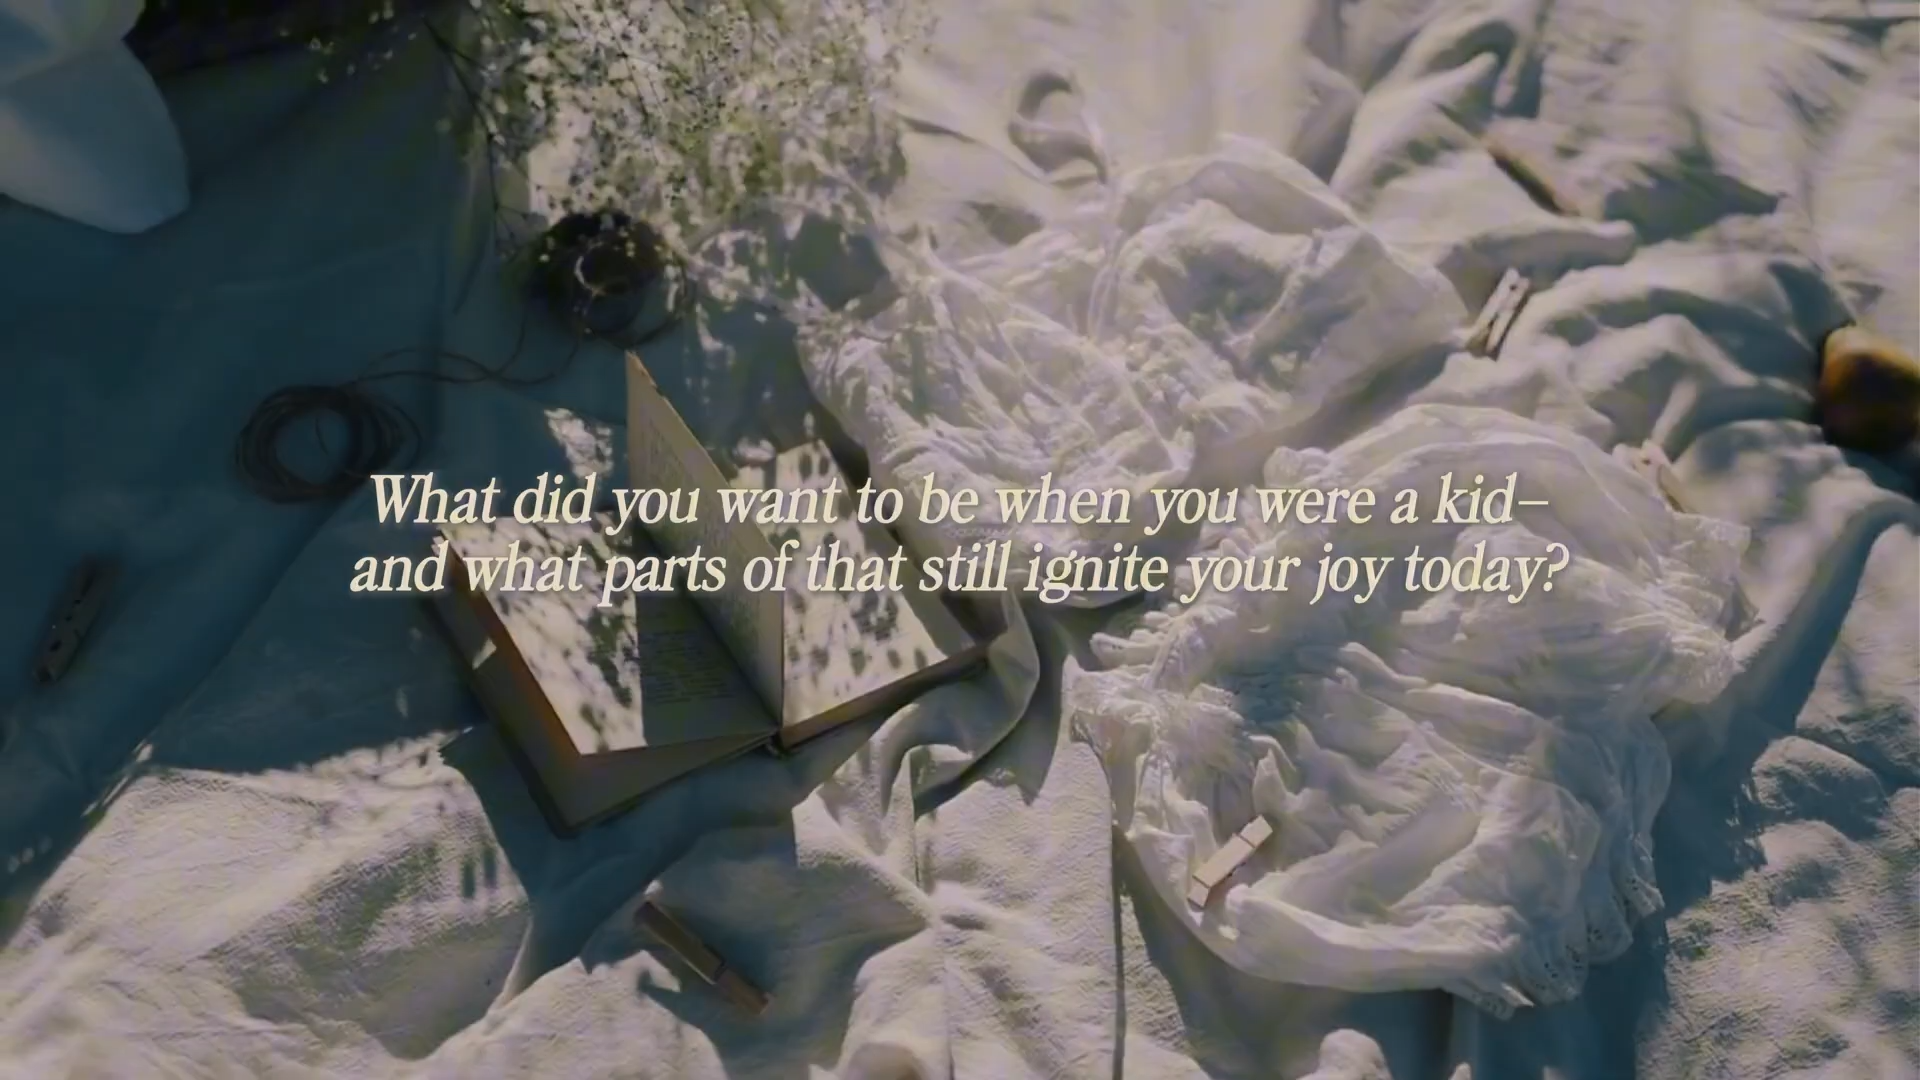 What did you want to be when you were a kid–
and what parts of that still ignite your joy today?